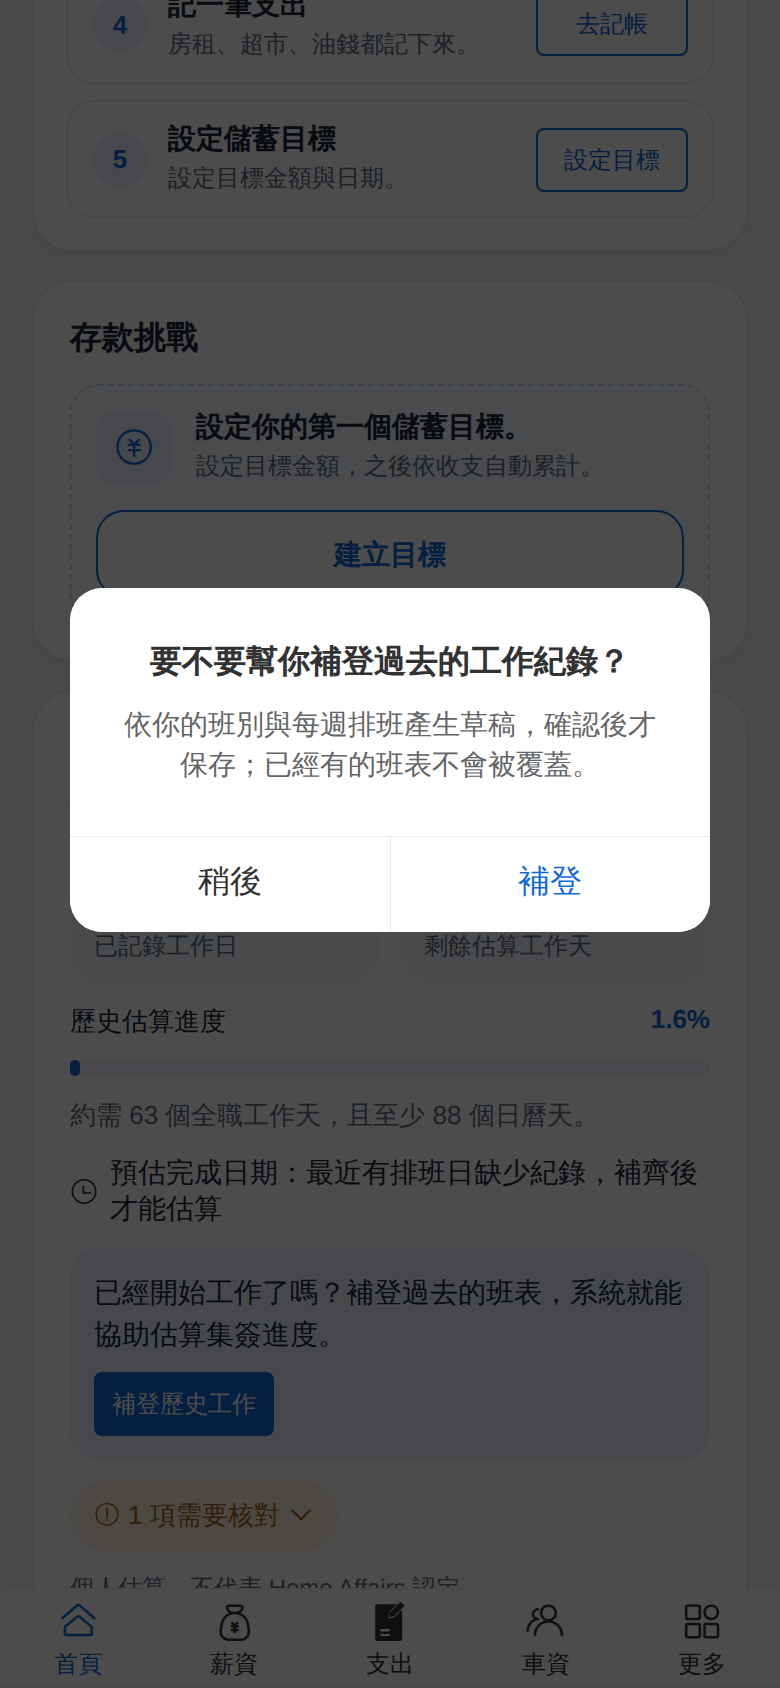 4
記一筆支出
房租、超市、油錢都記下來。
去記帳
5
設定儲蓄目標
設定目標金額與日期。
設定目標
存款挑戰
設定你的第一個儲蓄目標。
設定目標金額，之後依收支自動累計。
建立目標
要不要幫你補登過去的工作紀錄？
依你的班別與每週排班產生草稿，確認後才
保存；已經有的班表不會被覆蓋。
稍後
補登
已記錄工作日
剩餘估算工作天
歷史估算進度
1.6%
約需 63 個全職工作天，且至少 88 個日曆天。
預估完成日期：最近有排班日缺少紀錄，補齊後
才能估算
已經開始工作了嗎？補登過去的班表，系統就能
協助估算集簽進度。
補登歷史工作
1 項需要核對
個人估算，不代表 Home Affairs 認定
首頁
薪資
支出
車資
更多